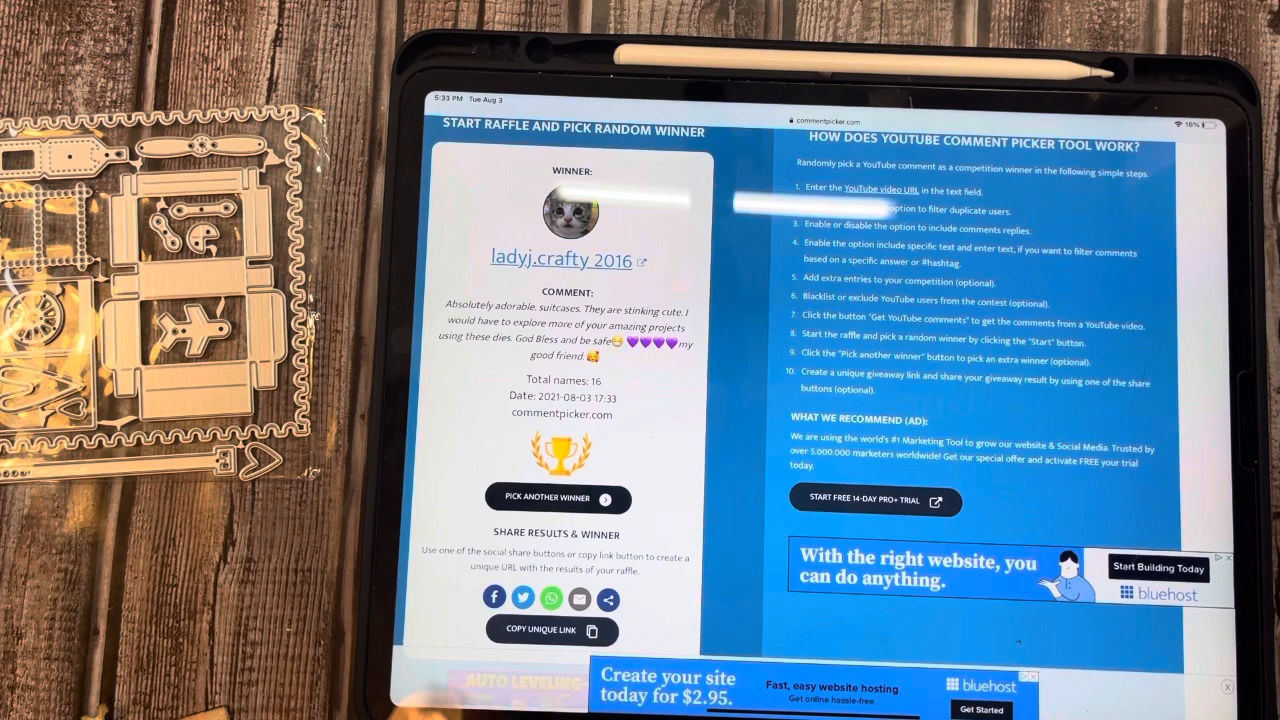 5:33 PM Tue Aug 3
commentpicker.com
16%
START RAFFLE AND PICK RANDOM WINNER
WINNER:
ladyj.crafty 2016
COMMENT:
Absolutely adorable. suitcases. They are stinking cute. I
would have to explore more of your amazing projects
using these dies. God Bless and be safe😷 💜💜💜💜my
good friend. 🥰
Total names: 16
Date: 2021-08-03 17:33
commentpicker.com
PICK ANOTHER WINNER
SHARE RESULTS & WINNER
Use one of the social share buttons or copy link button to create a
unique URL with the results of your raffle.
COPY UNIQUE LINK
HOW DOES YOUTUBE COMMENT PICKER TOOL WORK?
Randomly pick a YouTube comment as a competition winner in the following simple steps.
1. Enter the YouTube video URL in the text field.
option to filter duplicate users.
3. Enable or disable the option to include comments replies.
4. Enable the option include specific text and enter text, if you want to filter comments
based on a specific answer or #hashtag.
5. Add extra entries to your competition (optional).
6. Blacklist or exclude YouTube users from the contest (optional).
7. Click the button "Get YouTube comments" to get the comments from a YouTube video.
8. Start the raffle and pick a random winner by clicking the "Start" button.
9. Click the "Pick another winner" button to pick an extra winner (optional).
10. Create a unique giveaway link and share your giveaway result by using one of the share
buttons (optional).
WHAT WE RECOMMEND (AD):
We are using the world's #1 Marketing Tool to grow our website & Social Media. Trusted by
over 5.000.000 marketers worldwide! Get our special offer and activate FREE your trial
today.
START FREE 14-DAY PRO+ TRIAL
With the right website, you
can do anything.
Start Building Today
bluehost
AUTO LEVELING
Create your site
today for $2.95.
Fast, easy website hosting
Get online hassle-free.
bluehost
Get Started